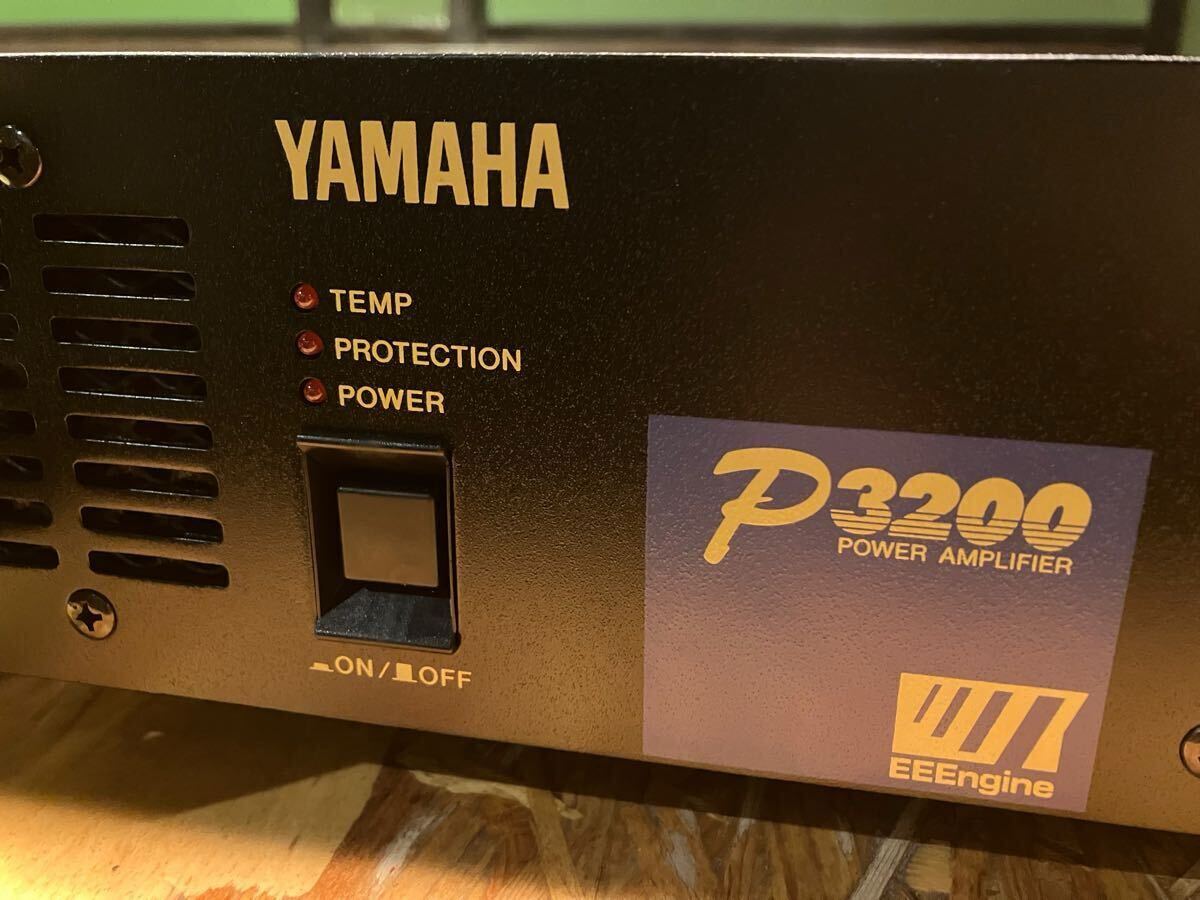 YAMAHA
TEMP
PROTECTION
POWER
ON/OFF
P3200
POWER AMPLIFIER
EEEngine